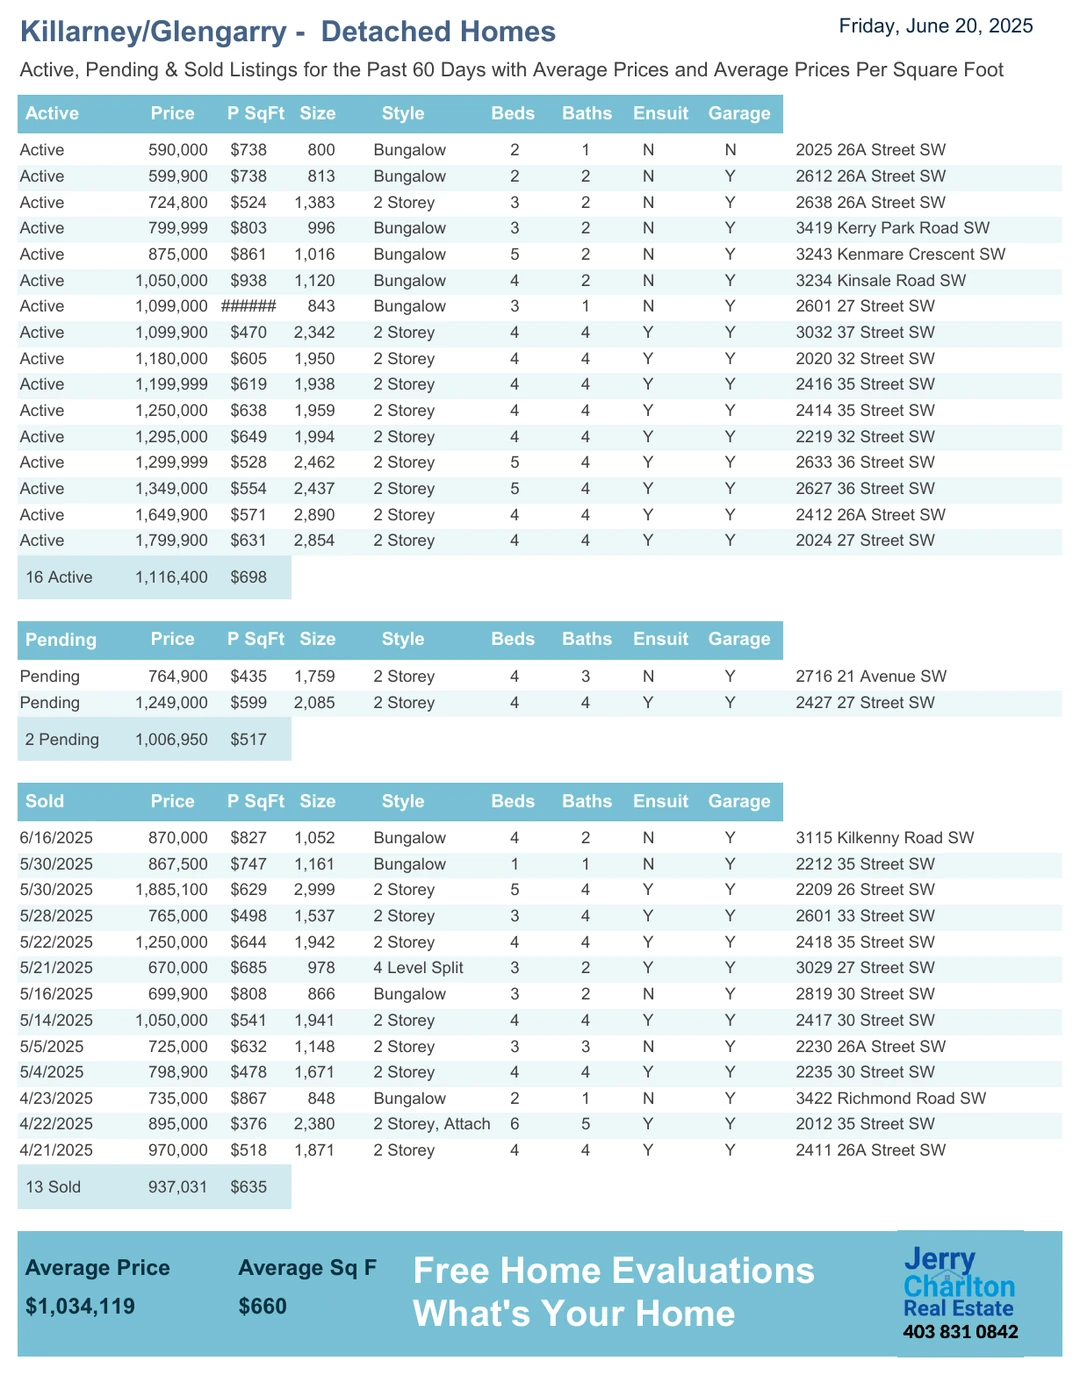 Killarney/Glengarry -  Detached Homes
Friday, June 20, 2025
Active, Pending & Sold Listings for the Past 60 Days with Average Prices and Average Prices Per Square Foot
Active Price P SqFt Size Style Beds Baths Ensuit Garage
Active 590,000 $738 800 Bungalow 2 1 N N 2025 26A Street SW
Active 599,900 $738 813 Bungalow 2 2 N Y 2612 26A Street SW
Active 724,800 $524 1,383 2 Storey 3 2 N Y 2638 26A Street SW
Active 799,999 $803 996 Bungalow 3 2 N Y 3419 Kerry Park Road SW
Active 875,000 $861 1,016 Bungalow 5 2 N Y 3243 Kenmare Crescent SW
Active 1,050,000 $938 1,120 Bungalow 4 2 N Y 3234 Kinsale Road SW
Active 1,099,000 ###### 843 Bungalow 3 1 N Y 2601 27 Street SW
Active 1,099,900 $470 2,342 2 Storey 4 4 Y Y 3032 37 Street SW
Active 1,180,000 $605 1,950 2 Storey 4 4 Y Y 2020 32 Street SW
Active 1,199,999 $619 1,938 2 Storey 4 4 Y Y 2416 35 Street SW
Active 1,250,000 $638 1,959 2 Storey 4 4 Y Y 2414 35 Street SW
Active 1,295,000 $649 1,994 2 Storey 4 4 Y Y 2219 32 Street SW
Active 1,299,999 $528 2,462 2 Storey 5 4 Y Y 2633 36 Street SW
Active 1,349,000 $554 2,437 2 Storey 5 4 Y Y 2627 36 Street SW
Active 1,649,900 $571 2,890 2 Storey 4 4 Y Y 2412 26A Street SW
Active 1,799,900 $631 2,854 2 Storey 4 4 Y Y 2024 27 Street SW
16 Active 1,116,400 $698
Pending Price P SqFt Size Style Beds Baths Ensuit Garage
Pending 764,900 $435 1,759 2 Storey 4 3 N Y 2716 21 Avenue SW
Pending 1,249,000 $599 2,085 2 Storey 4 4 Y Y 2427 27 Street SW
2 Pending 1,006,950 $517
Sold Price P SqFt Size Style Beds Baths Ensuit Garage
6/16/2025 870,000 $827 1,052 Bungalow 4 2 N Y 3115 Kilkenny Road SW
5/30/2025 867,500 $747 1,161 Bungalow 1 1 N Y 2212 35 Street SW
5/30/2025 1,885,100 $629 2,999 2 Storey 5 4 Y Y 2209 26 Street SW
5/28/2025 765,000 $498 1,537 2 Storey 3 4 Y Y 2601 33 Street SW
5/22/2025 1,250,000 $644 1,942 2 Storey 4 4 Y Y 2418 35 Street SW
5/21/2025 670,000 $685 978 4 Level Split 3 2 Y Y 3029 27 Street SW
5/16/2025 699,900 $808 866 Bungalow 3 2 N Y 2819 30 Street SW
5/14/2025 1,050,000 $541 1,941 2 Storey 4 4 Y Y 2417 30 Street SW
5/5/2025 725,000 $632 1,148 2 Storey 3 3 N Y 2230 26A Street SW
5/4/2025 798,900 $478 1,671 2 Storey 4 4 Y Y 2235 30 Street SW
4/23/2025 735,000 $867 848 Bungalow 2 1 N Y 3422 Richmond Road SW
4/22/2025 895,000 $376 2,380 2 Storey, Attach 6 5 Y Y 2012 35 Street SW
4/21/2025 970,000 $518 1,871 2 Storey 4 4 Y Y 2411 26A Street SW
13 Sold 937,031 $635
Average Price Average Sq F
$1,034,119 $660
Free Home Evaluations
What's Your Home
Jerry
Charlton
Real Estate
403 831 0842